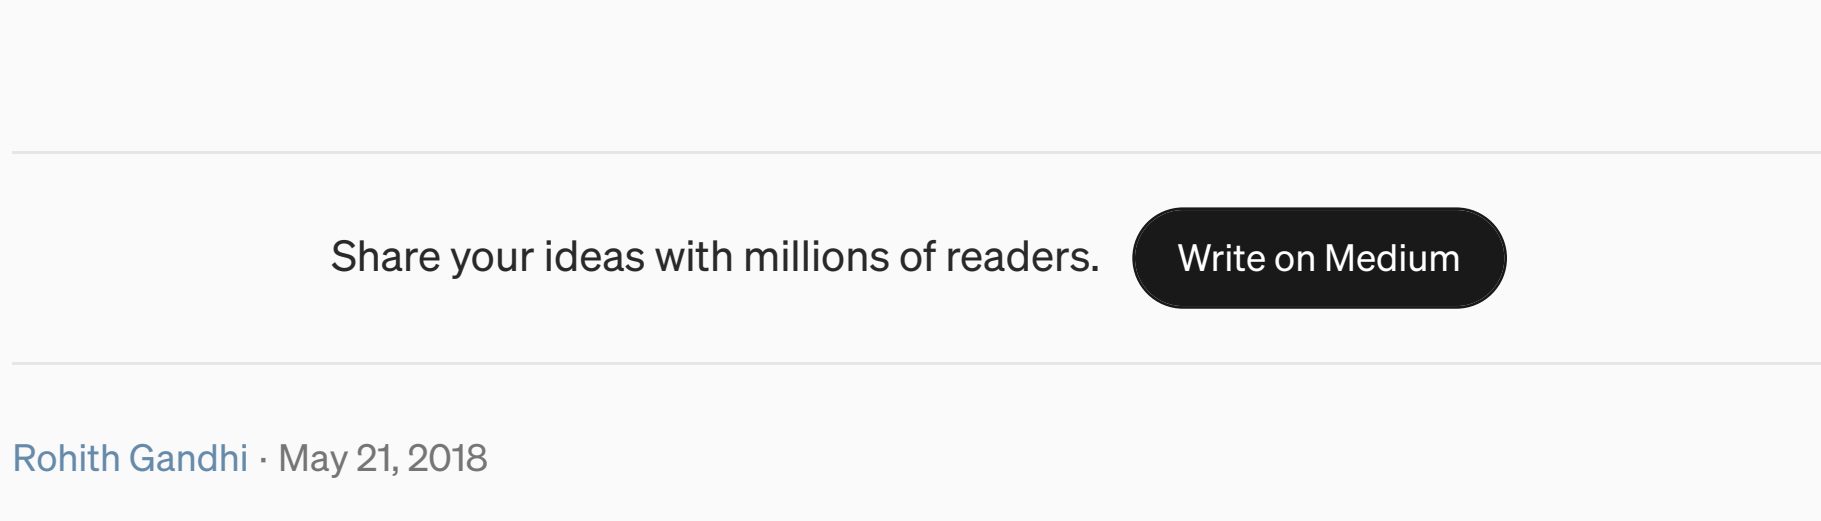 Share your ideas with millions of readers. Write on Medium
Rohith Gandhi · May 21, 2018